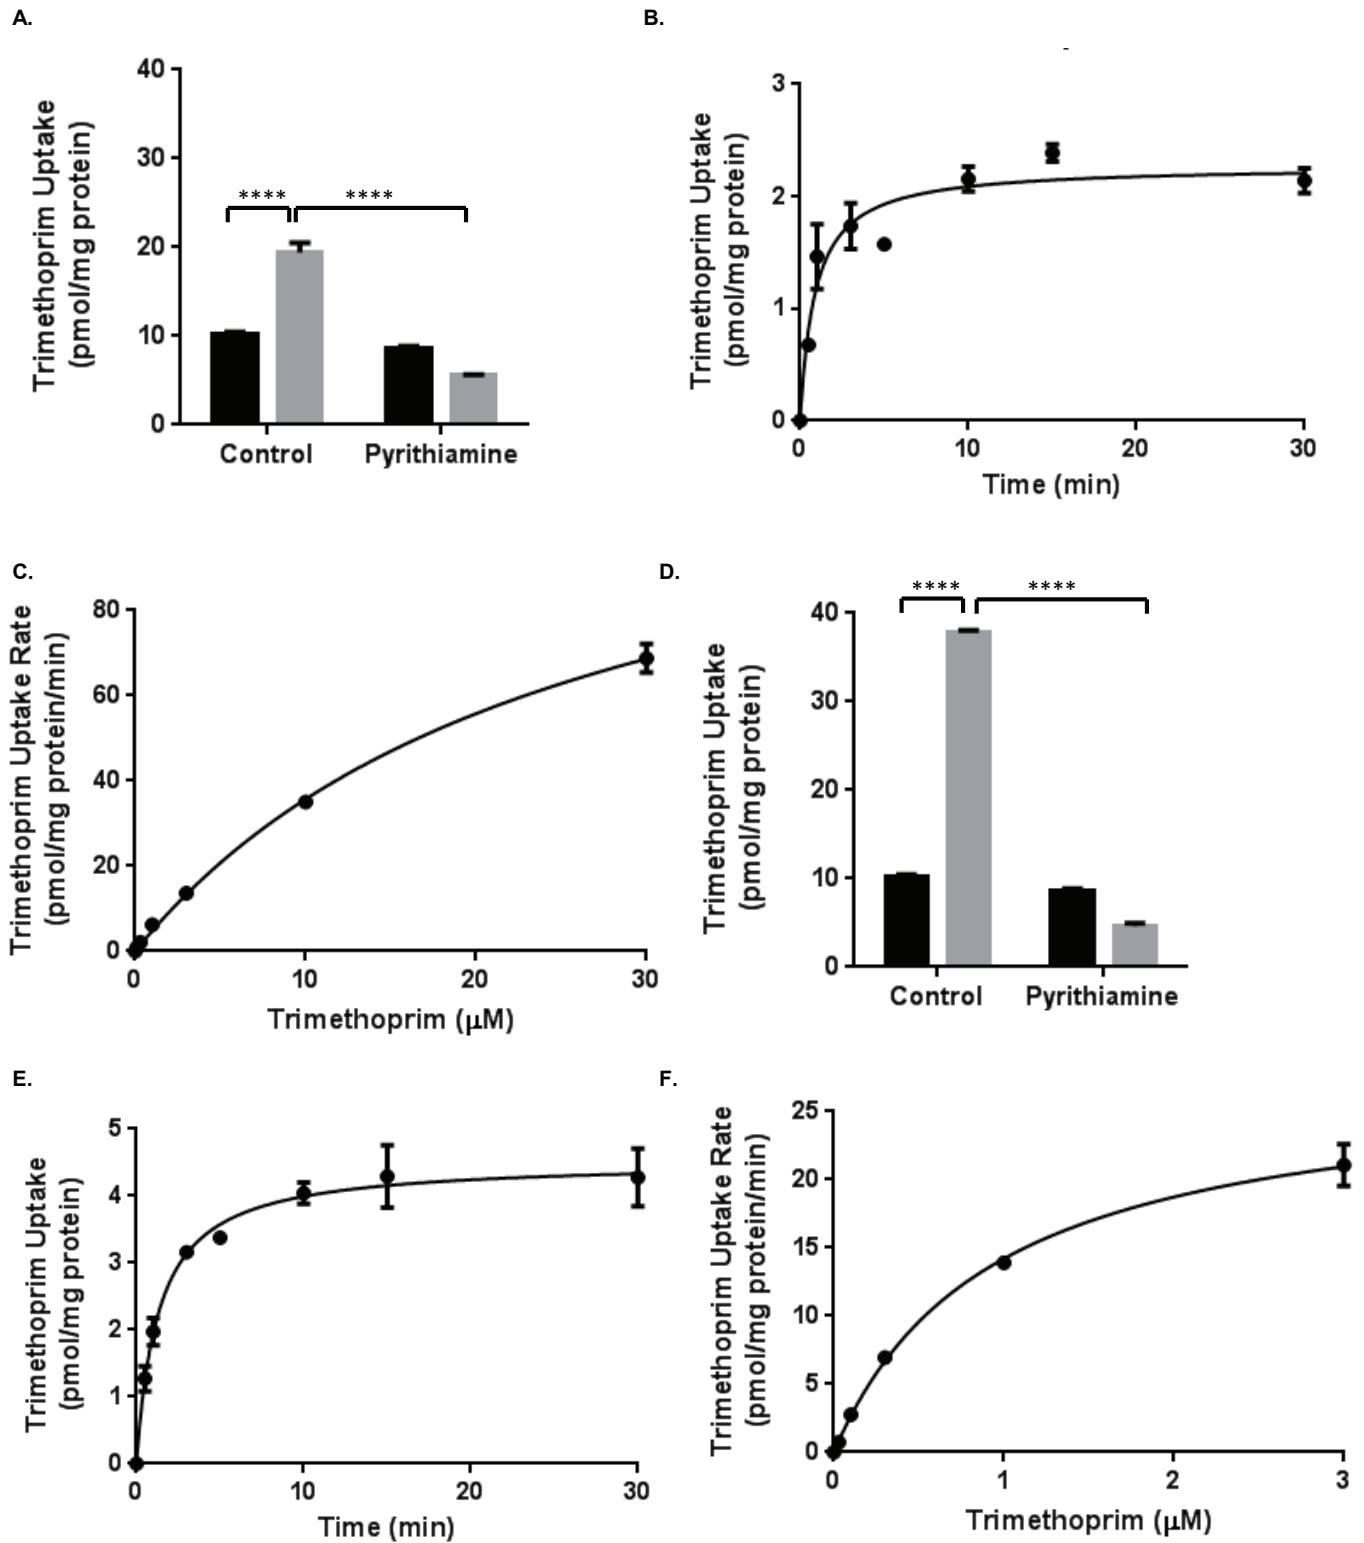 A.
Trimethoprim Uptake
(pmol/mg protein)
40
30
20
10
0
****
****
Control
Pyrithiamine
B.
-
Trimethoprim Uptake
(pmol/mg protein)
3
2
1
0
0
10
20
30
Time (min)
C.
Trimethoprim Uptake Rate
(pmol/mg protein/min)
80
60
40
20
0
0
10
20
30
Trimethoprim (μM)
D.
Trimethoprim Uptake
(pmol/mg protein)
****
****
40
30
20
10
0
Control
Pyrithiamine
E.
Trimethoprim Uptake
(pmol/mg protein)
5
4
3
2
1
0
0
10
20
30
Time (min)
F.
Trimethoprim Uptake Rate
(pmol/mg protein/min)
25
20
15
10
5
0
0
1
2
3
Trimethoprim (μM)